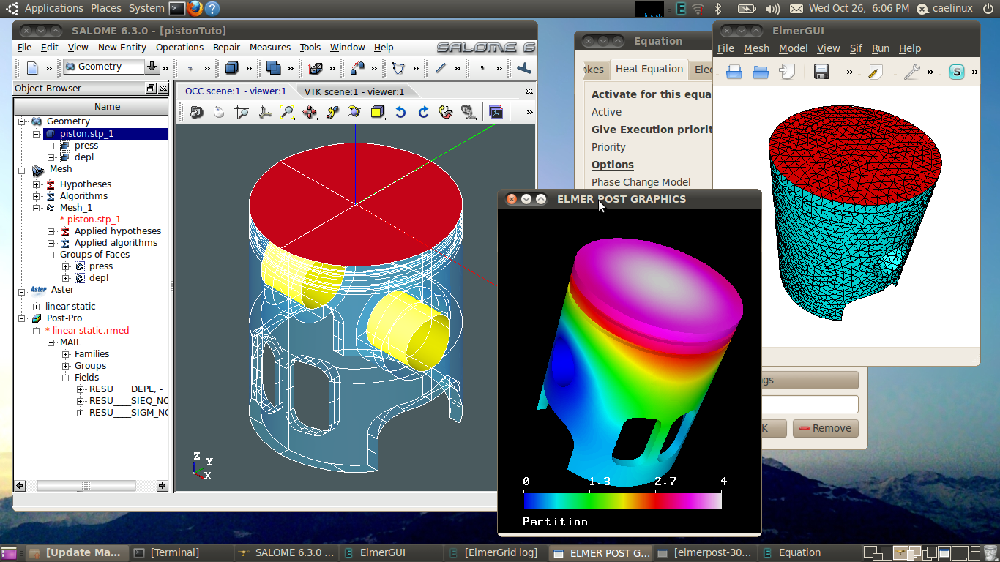 Applications Places System
Wed Oct 26, 6:06 PM caelinux
SALOME 6.3.0 - [pistonTuto]
File Edit View New Entity Operations Repair Measures Tools Window Help
SALOME 6
Geometry
Object Browser
Name
Geometry
piston.stp_1
press
depl
Mesh
Hypotheses
Algorithms
Mesh_1
* piston.stp_1
Applied hypotheses
Applied algorithms
Groups of Faces
press
depl
Aster Aster
linear-static
Post-Pro
* linear-static.rmed
MAIL
Families
Groups
Fields
RESU____DEPL, -
RESU____SIEQ_NO
RESU____SIGM_NO
OCC scene:1 - viewer:1
VTK scene:1 - viewer:1
Z
Y
X
Equation
okes Heat Equation Elec
Activate for this equat
Active
Give Execution priorit
Priority
Options
Phase Change Model
ngs
K
Remove
ElmerGUI
File Mesh Model View Sif Run Help
S
ELMER POST GRAPHICS
0 1.3 2.7 4
Partition
[Update Ma...
[Terminal]
SALOME 6.3.0 ...
ElmerGUI
[ElmerGrid log]
ELMER POST G...
[elmerpost-30...
Equation